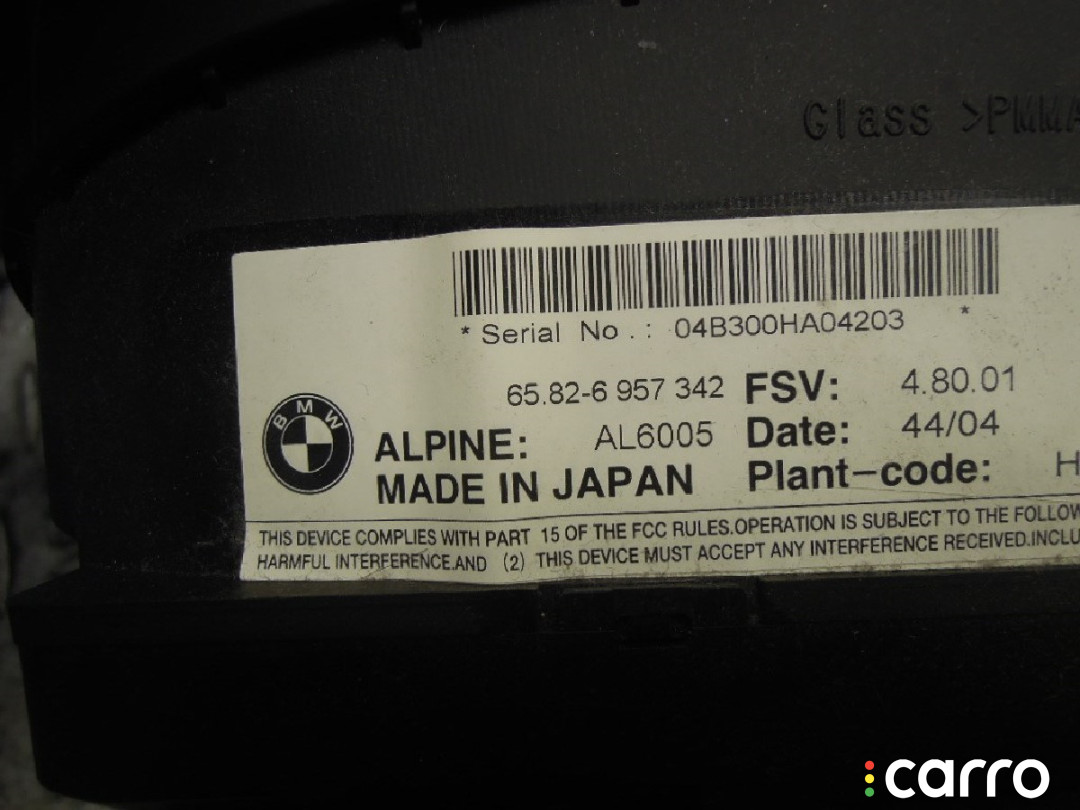 Glass >PMMA
* Serial No.: 04B300HA04203 *
65.82-6 957 342 FSV: 4.80.01
BMW
ALPINE: AL6005 Date: 44/04
MADE IN JAPAN Plant-code: H
THIS DEVICE COMPLIES WITH PART 15 OF THE FCC RULES.OPERATION IS SUBJECT TO THE FOLLOW
HARMFUL INTERFERENCE.AND (2) THIS DEVICE MUST ACCEPT ANY INTERFERENCE RECEIVED.INCLU
carro